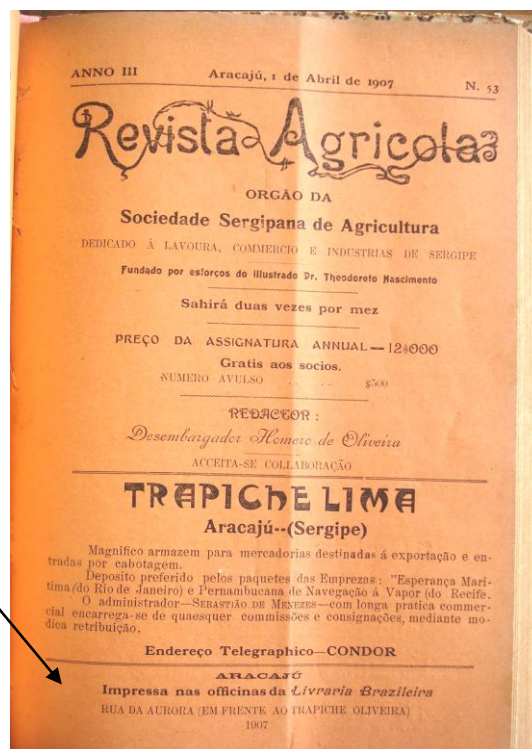 ANNO III Aracajú, 1 de Abril de 1907 N. 53
Revista Agricola
ORGÃO DA
Sociedade Sergipana de Agricultura
DEDICADO Á LAVOURA, COMMERCIO E INDUSTRIAS DE SERGIPE
Fundado por esforços do illustrado Dr. Theodoreto Nascimento
Sahirá duas vezes por mez
PREÇO DA ASSIGNATURA ANNUAL—12$000
Gratis aos socios.
NUMERO AVULSO .. .. $500
REDACTOR :
Desembargador Homero de Oliveira
ACCEITA-SE COLLABORAÇÃO
TRAPICHE LIMA
Aracajú--(Sergipe)
Magnifico armazem para mercadorias destinadas á exportação e en-
tradas por cabotagem.
Deposito preferido pelos paquetes das Emprezas : "Esperança Mari-
tima (do Rio de Janeiro) e Pernambucana de Navegação á Vapor (do Recife.
O administrador—SEBASTIÃO DE MENEZES—com longa pratica commer-
cial encarrega-se de quaesquer commissões e consignações, mediante mo-
dica retribuição.
Endereço Telegraphico—CONDOR
ARACAJÚ
Impressa nas officinas da Livraria Brazileira
RUA DA AURORA (EM FRENTE AO TRAPICHE OLIVEIRA)
1907